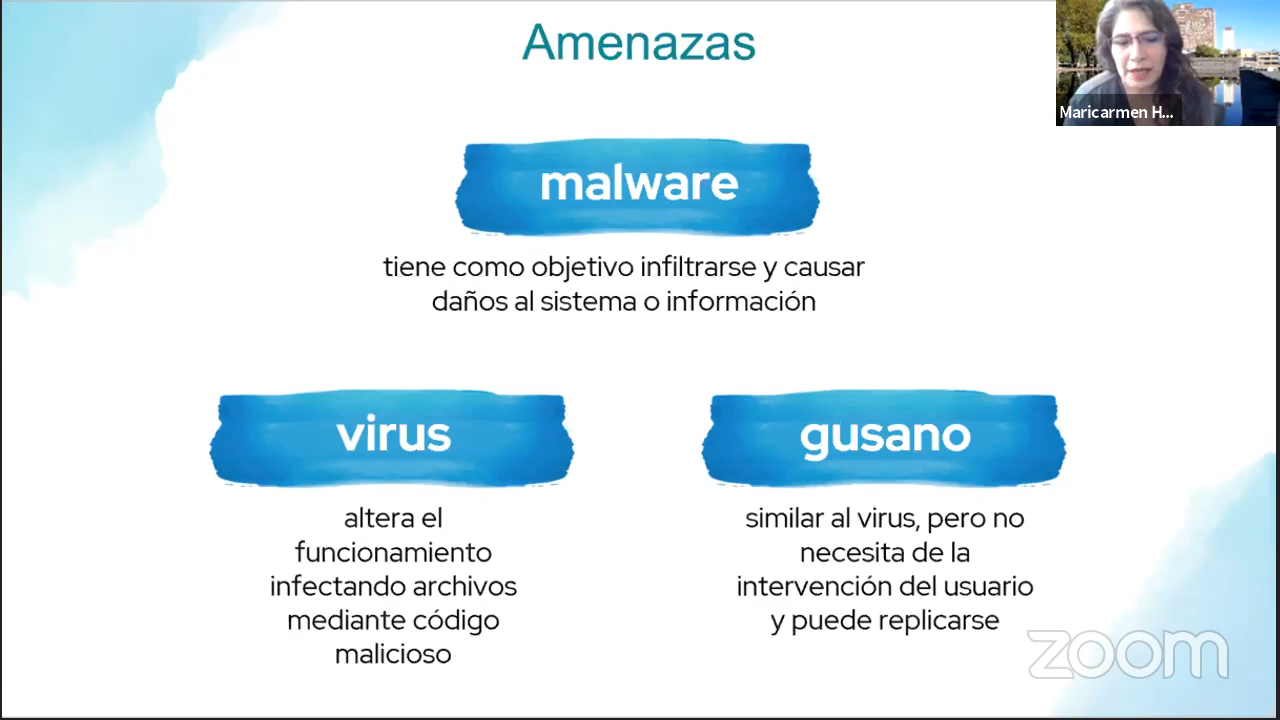 Amenazas
Maricarmen H...
malware
tiene como objetivo infiltrarse y causar
daños al sistema o información
virus
altera el
funcionamiento
infectando archivos
mediante código
malicioso
gusano
similar al virus, pero no
necesita de la
intervención del usuario
y puede replicarse
zoom